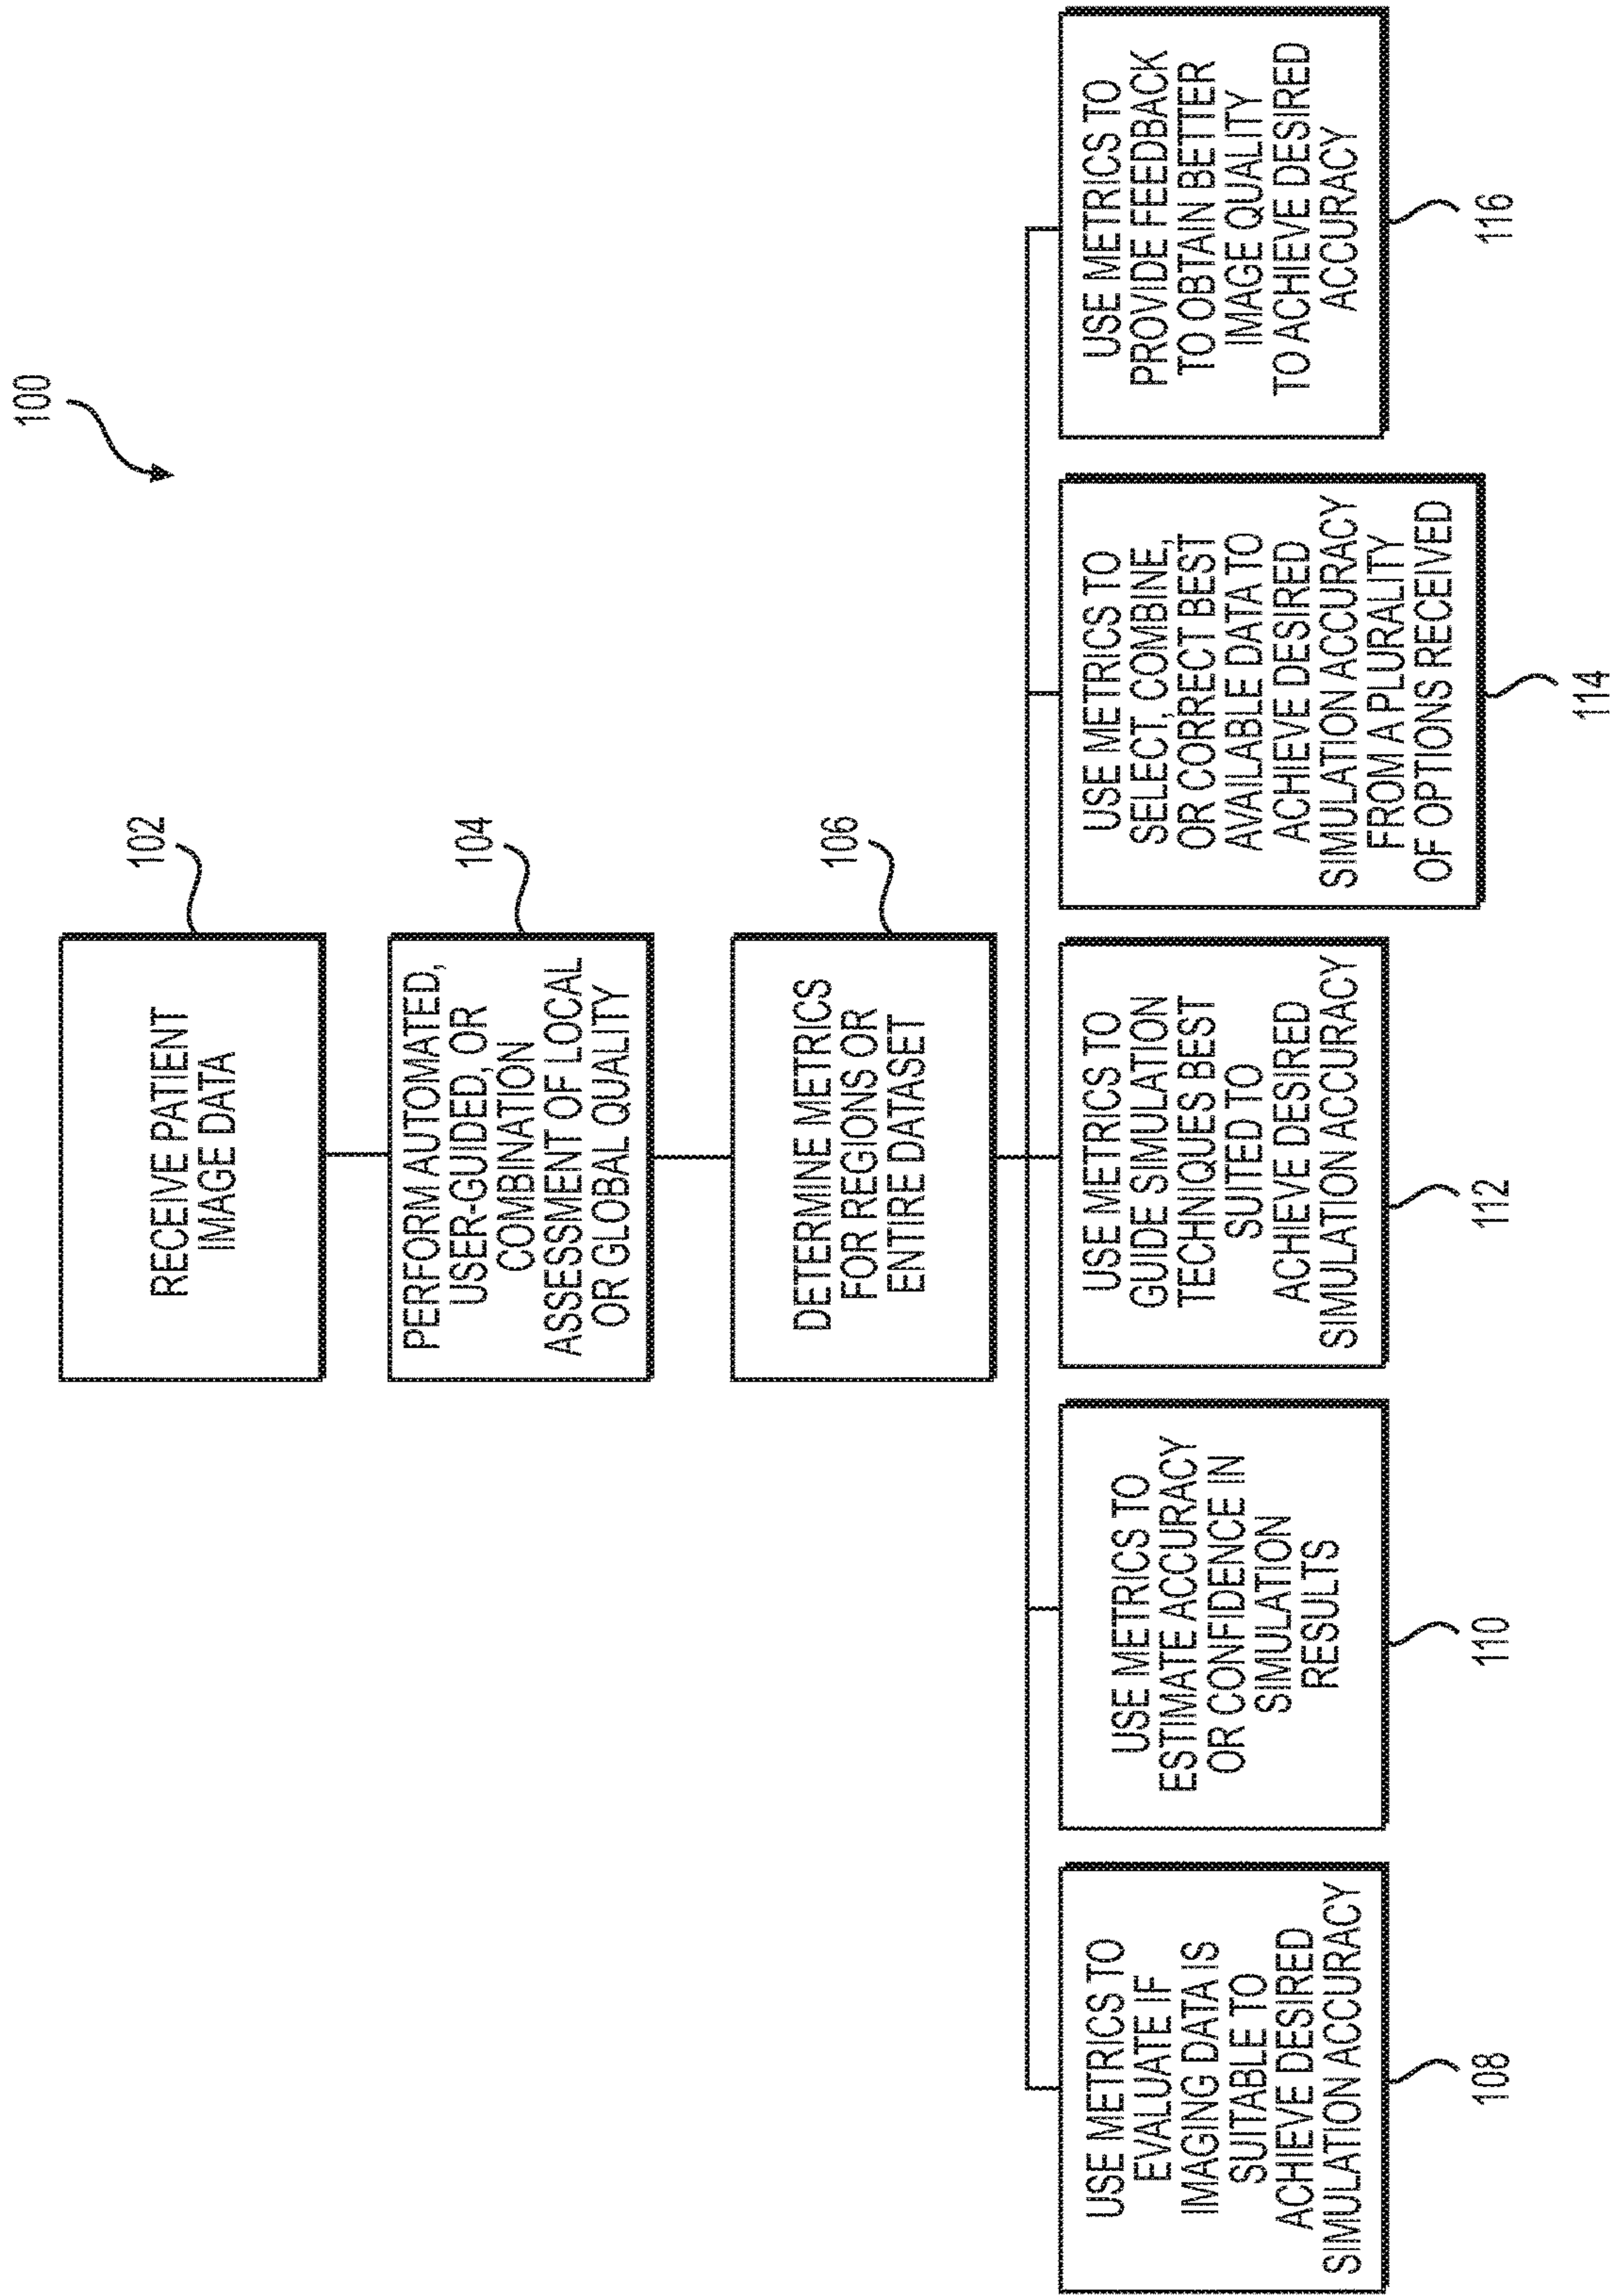 100
RECEIVE PATIENT
IMAGE DATA
102
PERFORM AUTOMATED,
USER-GUIDED, OR
COMBINATION
ASSESSMENT OF LOCAL
OR GLOBAL QUALITY
104
DETERMINE METRICS
FOR REGIONS OR
ENTIRE DATASET
106
USE METRICS TO
EVALUATE IF
IMAGING DATA IS
SUITABLE TO
ACHIEVE DESIRED
SIMULATION ACCURACY
108
USE METRICS TO
ESTIMATE ACCURACY
OR CONFIDENCE IN
SIMULATION
RESULTS
110
USE METRICS TO
GUIDE SIMULATION
TECHNIQUES BEST
SUITED TO
ACHIEVE DESIRED
SIMULATION ACCURACY
112
USE METRICS TO
SELECT, COMBINE,
OR CORRECT BEST
AVAILABLE DATA TO
ACHIEVE DESIRED
SIMULATION ACCURACY
FROM A PLURALITY
OF OPTIONS RECEIVED
114
USE METRICS TO
PROVIDE FEEDBACK
TO OBTAIN BETTER
IMAGE QUALITY
TO ACHIEVE DESIRED
ACCURACY
116